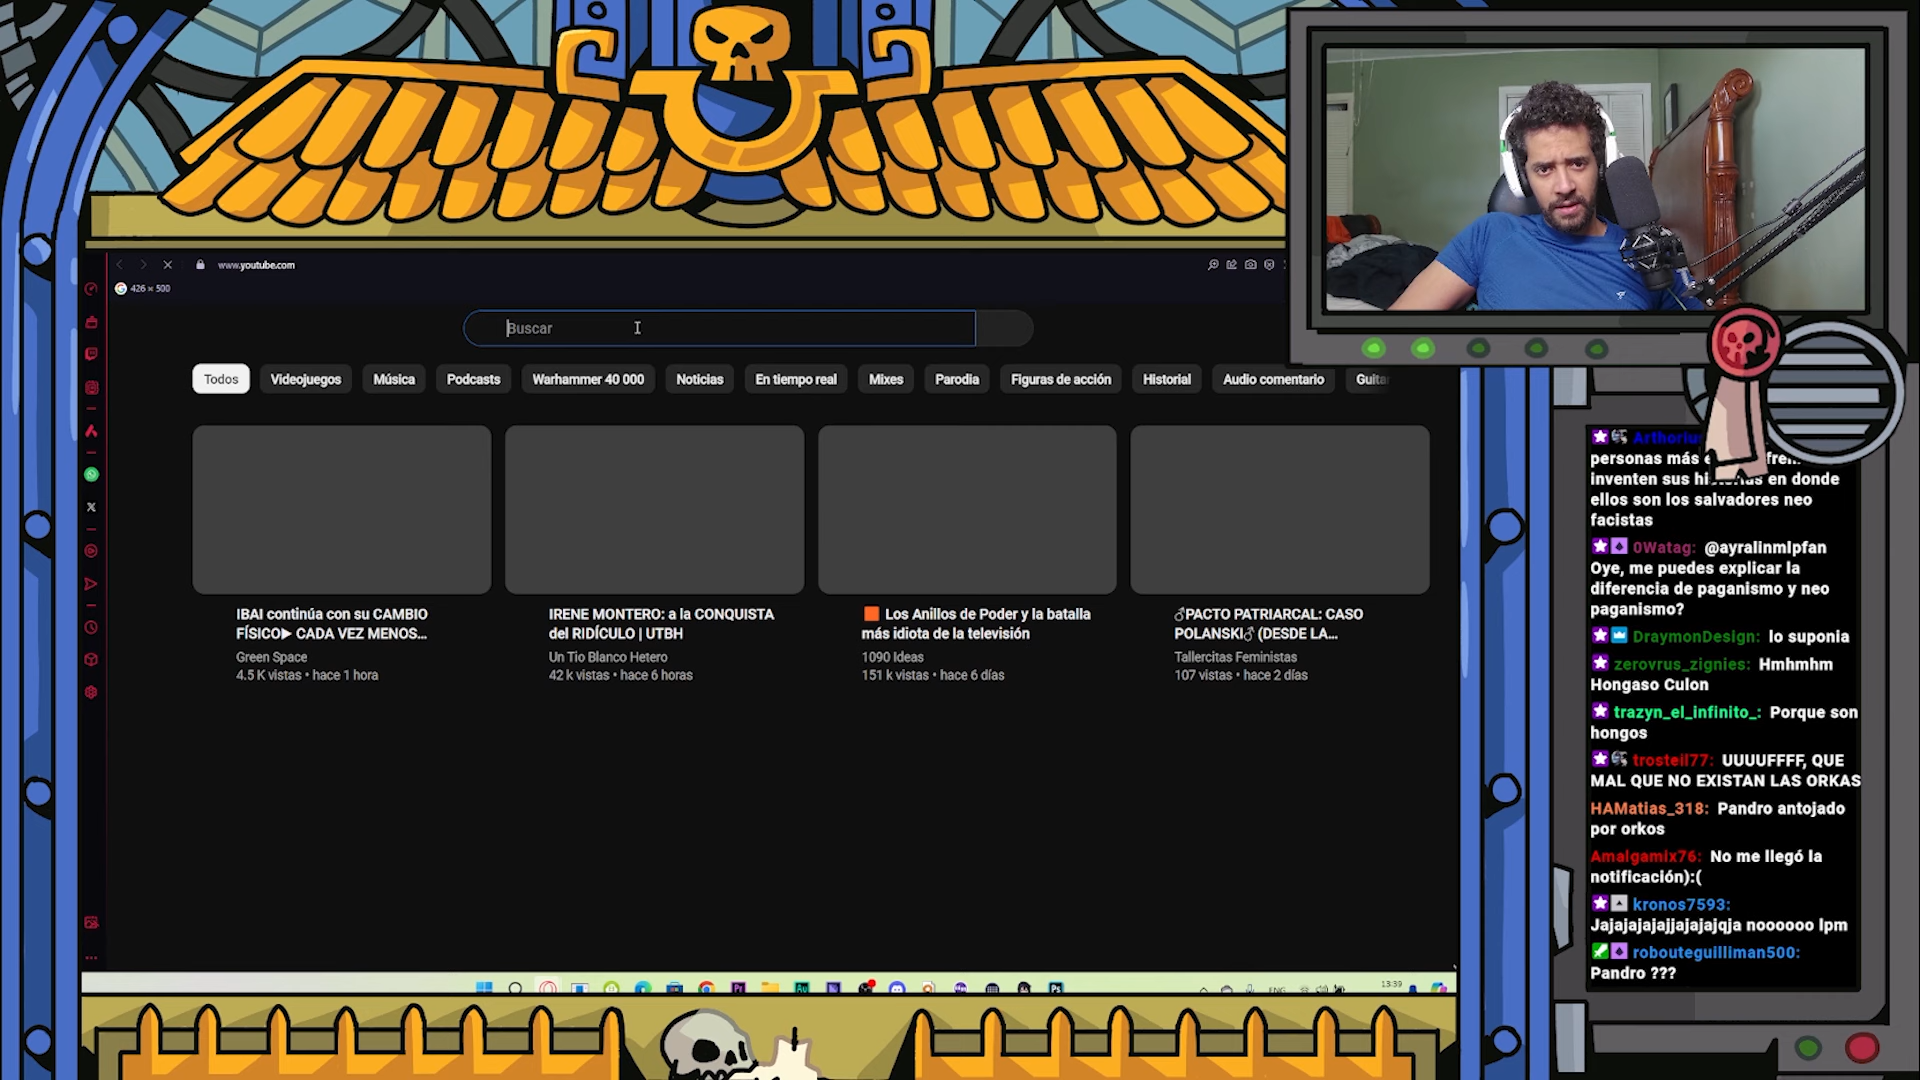 www.youtube.com
426 × 500
Buscar
Todos
Videojuegos
Música
Podcasts
Warhammer 40 000
Noticias
En tiempo real
Mixes
Parodia
Figuras de acción
Historial
Audio comentario
IBAI continúa con su CAMBIO
FÍSICO▶ CADA VEZ MENOS...
Green Space
4.5 K vistas • hace 1 hora
IRENE MONTERO: a la CONQUISTA
del RIDÍCULO | UTBH
Un Tio Blanco Hetero
42 k vistas • hace 6 horas
🟧 Los Anillos de Poder y la batalla
más idiota de la televisión
1090 Ideas
151 k vistas • hace 6 días
♂PACTO PATRIARCAL: CASO
POLANSKI♂ (DESDE LA...
Tallercitas Feministas
107 vistas • hace 2 días
personas más
inventen sus en donde
ellos son los salvadores neo
facistas
0Watag: @ayralinmlpfan
Oye, me puedes explicar la
diferencia de paganismo y neo
paganismo?
DraymonDesign: lo suponia
zerovrus_zignies: Hmhmhm
Hongaso Culon
trazyn_el_infinito_: Porque son
hongos
trosteil77: UUUUFFFF, QUE
MAL QUE NO EXISTAN LAS ORKAS
HAMatias_318: Pandro antojado
por orkos
Amalgamix76: No me llegó la
notificación):(
kronos7593:
Jajajajajjajajajqja noooooo lpm
robouteguilliman500:
Pandro ???
ENG
13:39